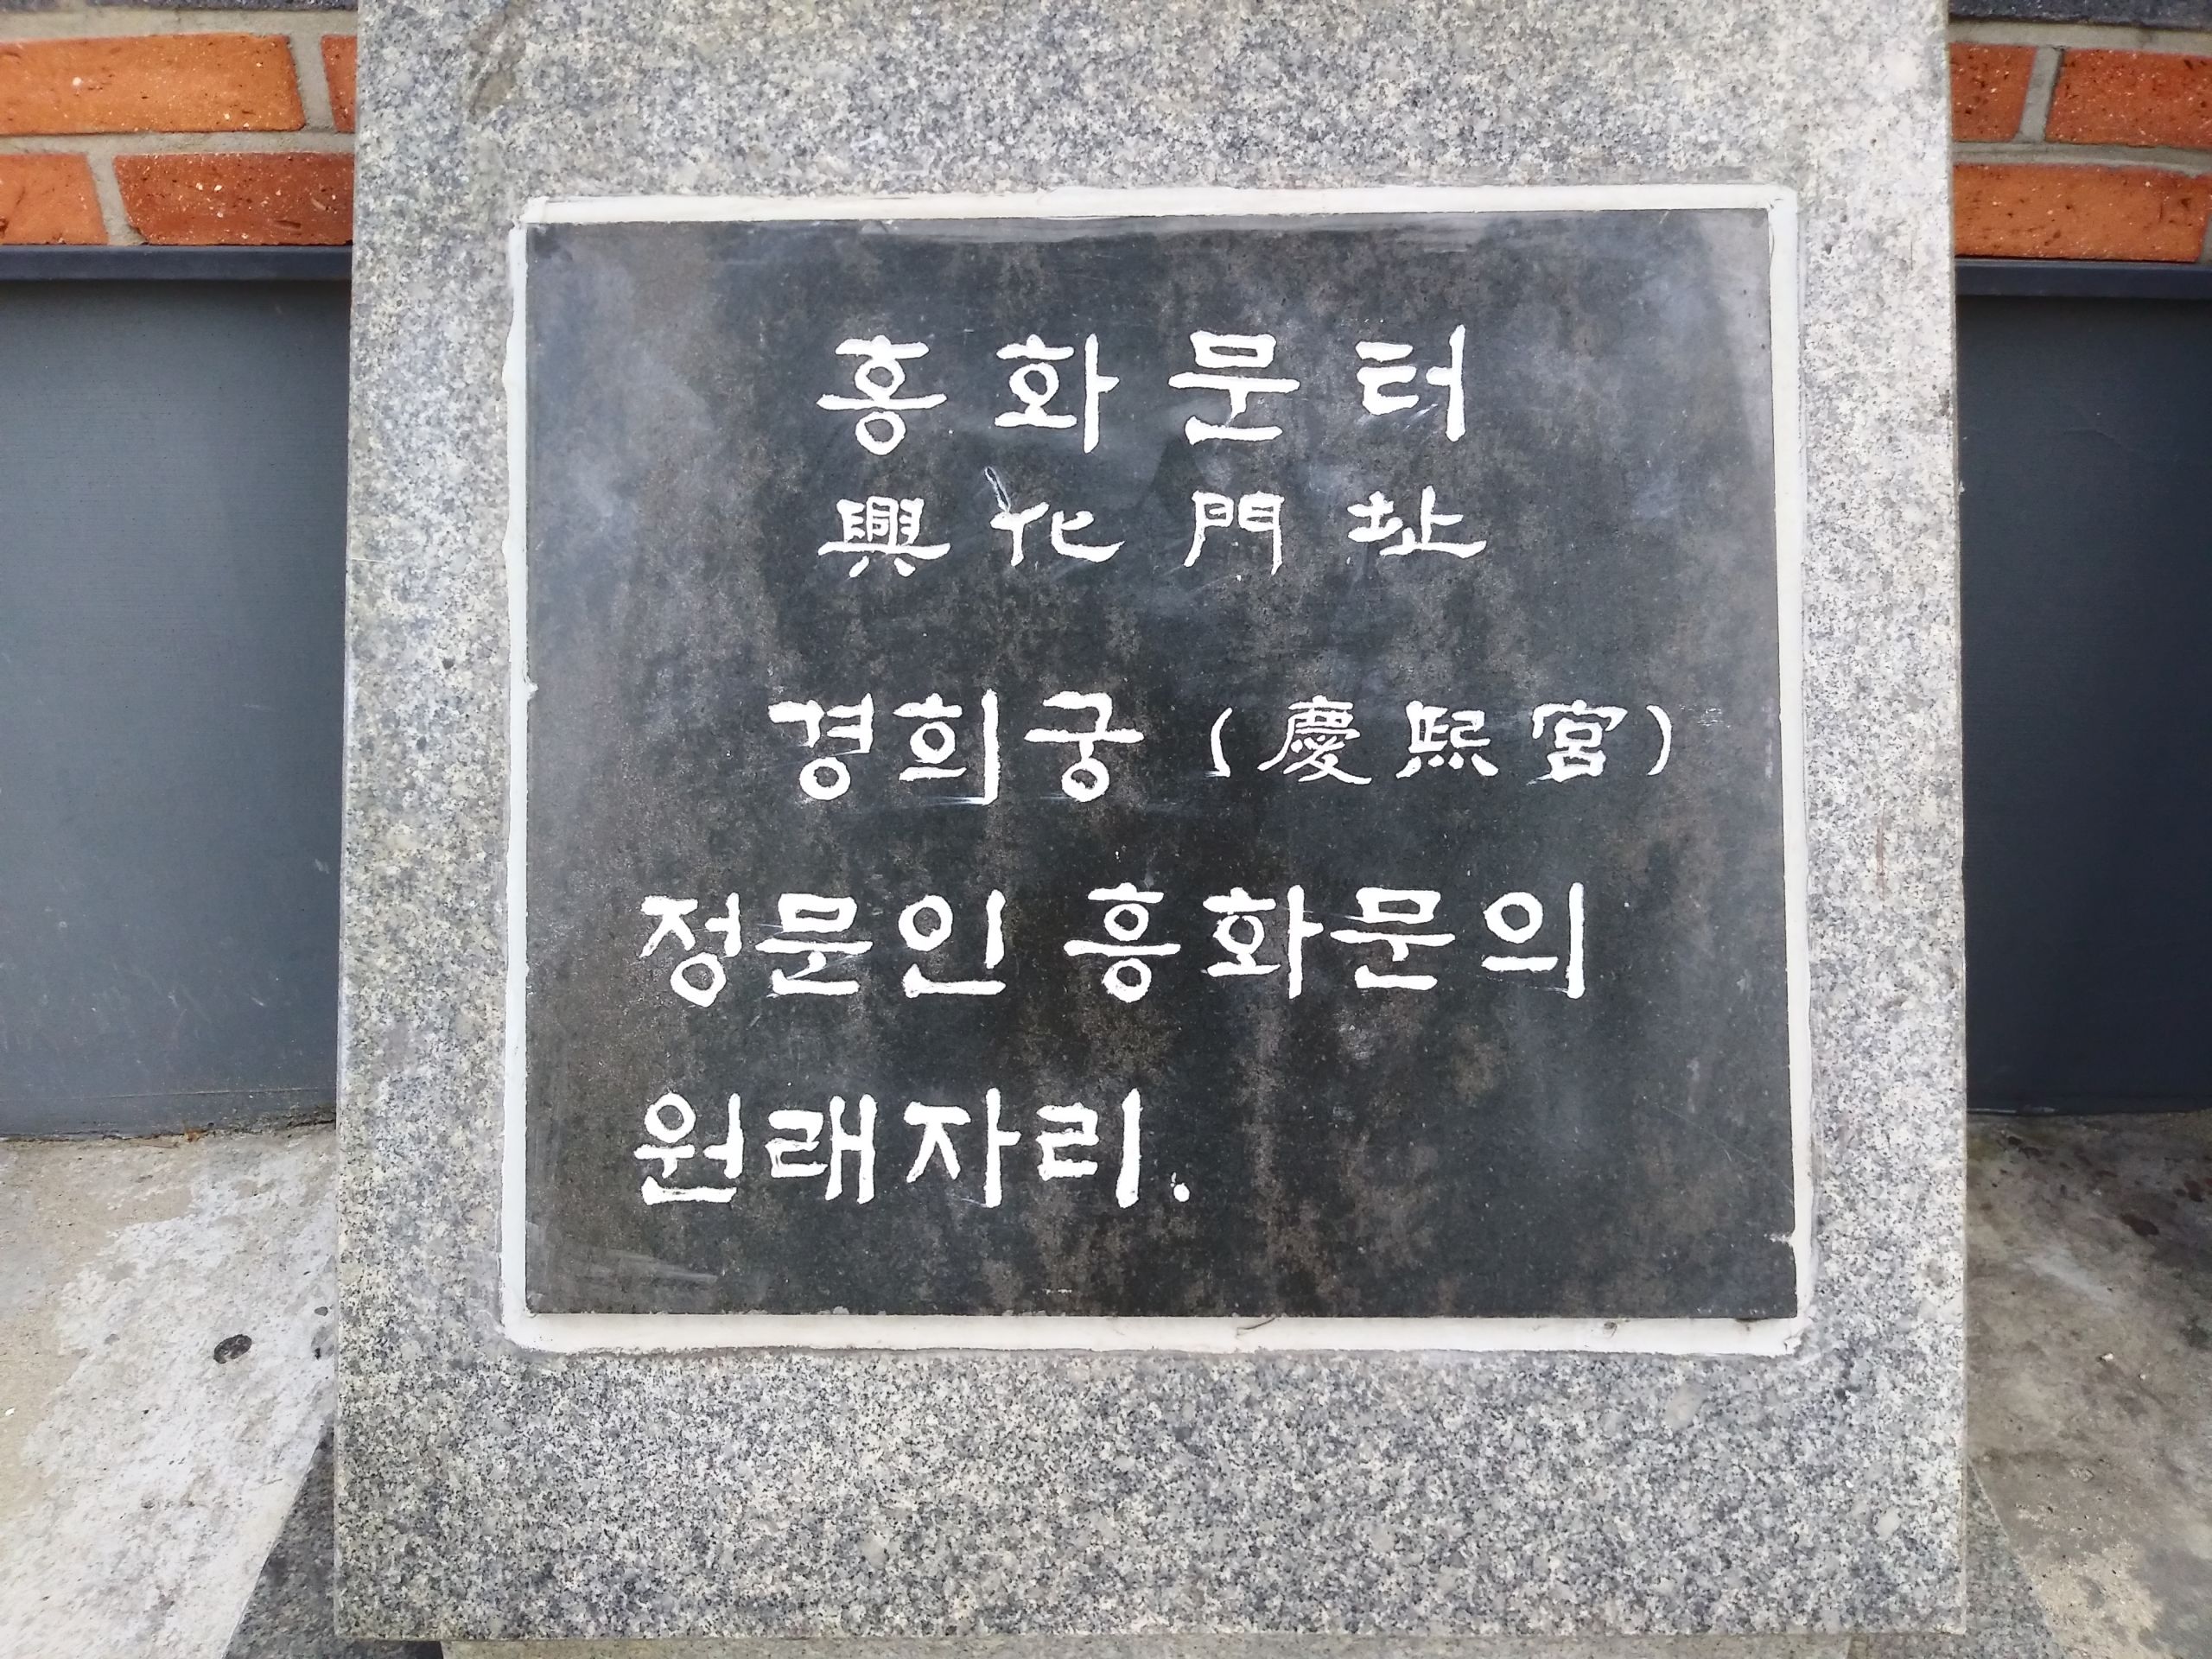 흥화문터
興化門址
경희궁 (慶熙宮)
정문인 흥화문의
원래자리.